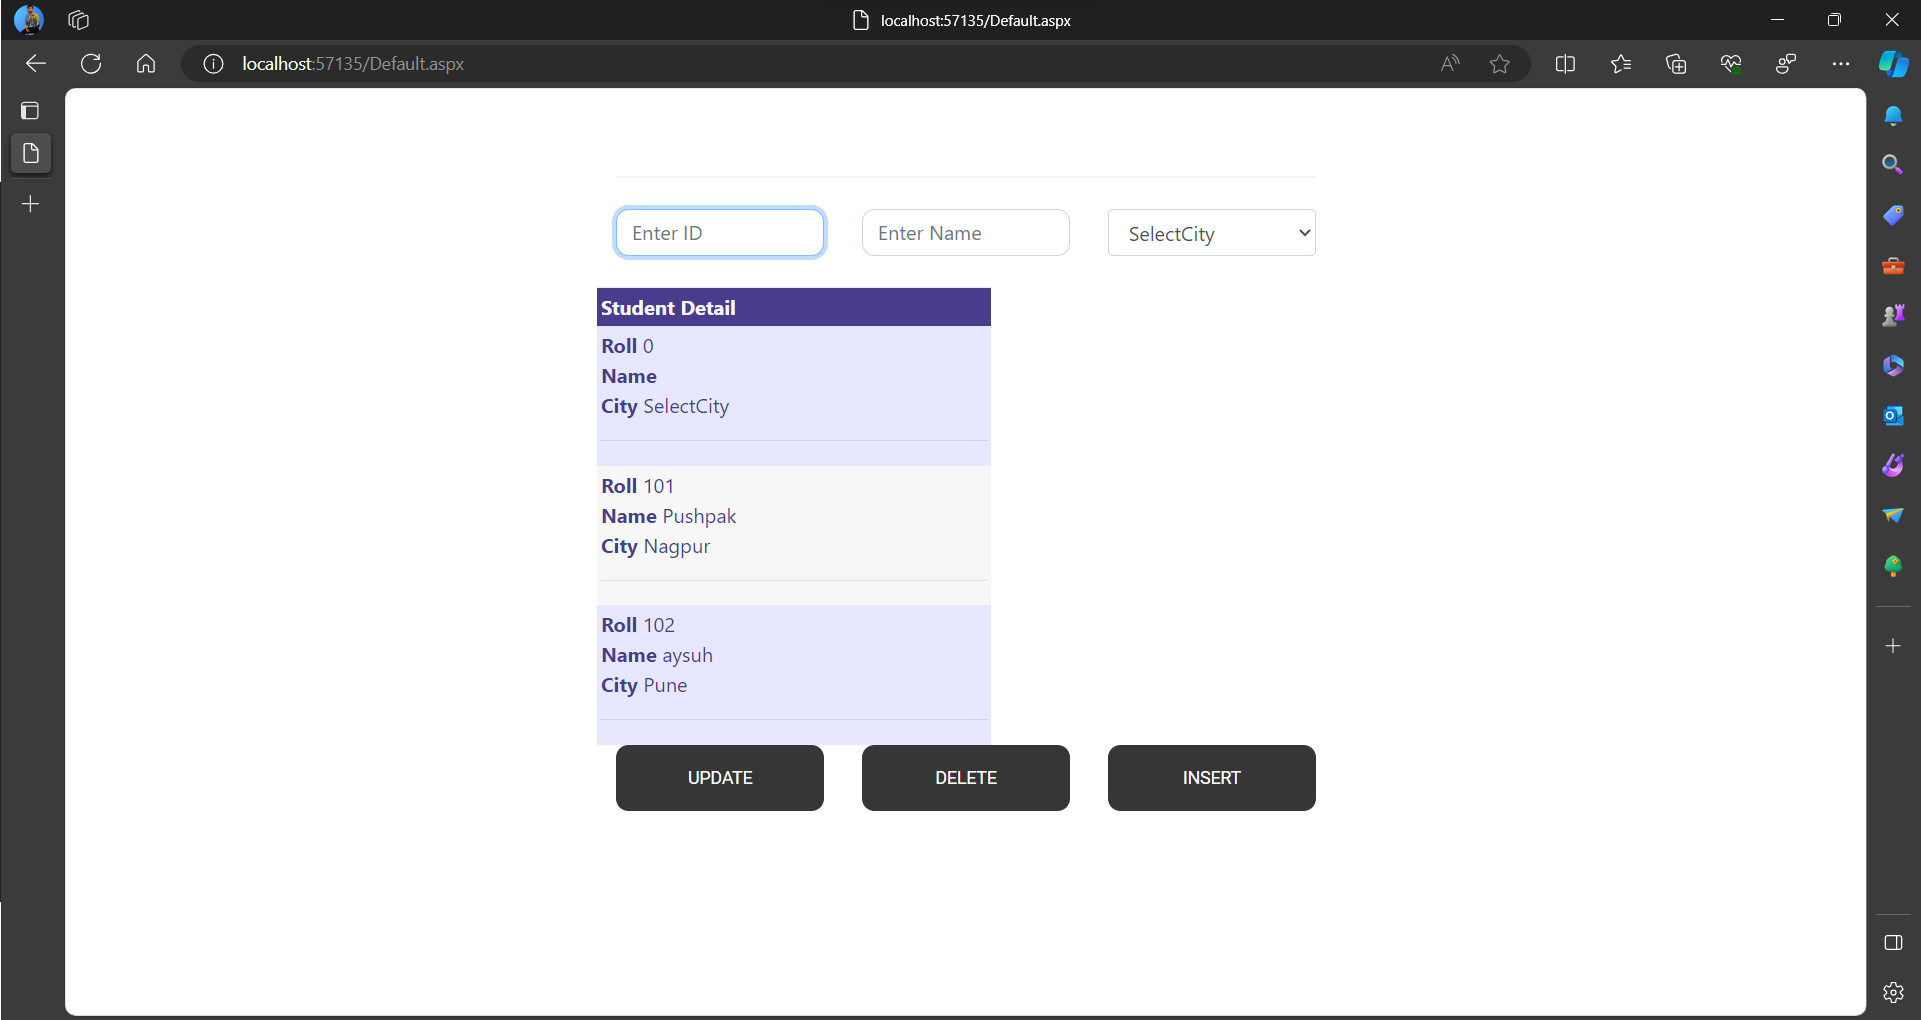 localhost:57135/Default.aspx
localhost:57135/Default.aspx
Enter ID
Enter Name
SelectCity
Student Detail
Roll 0
Name
City SelectCity
Roll 101
Name Pushpak
City Nagpur
Roll 102
Name aysuh
City Pune
UPDATE
DELETE
INSERT